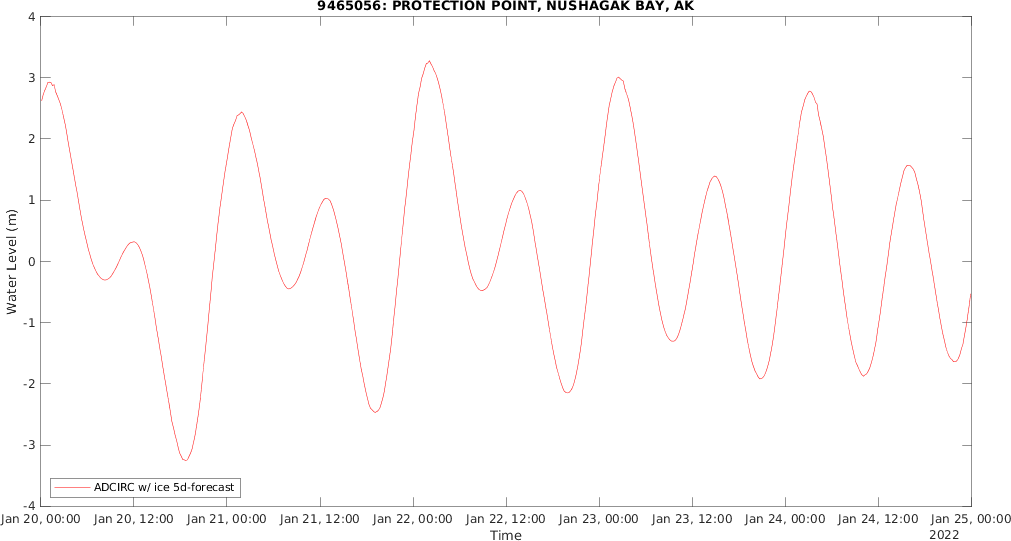 9465056: PROTECTION POINT, NUSHAGAK BAY, AK
4
3
2
1
0
-1
-2
-3
-4
Water Level (m)
ADCIRC w/ ice 5d-forecast
Jan 20, 00:00 Jan 20, 12:00 Jan 21, 00:00 Jan 21, 12:00 Jan 22, 00:00 Jan 22, 12:00 Jan 23, 00:00 Jan 23, 12:00 Jan 24, 00:00 Jan 24, 12:00 Jan 25, 00:00
Time
2022